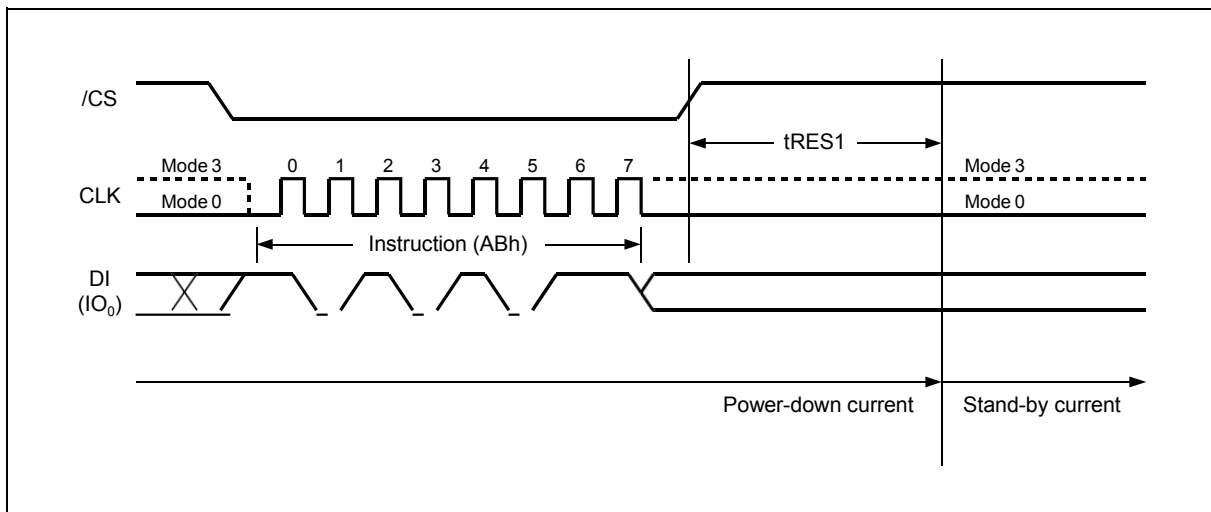 /CS
tRES1
Mode 3 0 1 2 3 4 5 6 7 Mode 3
CLK
Mode 0 Mode 0
Instruction (ABh)
DI
(IO₀)
Power-down current Stand-by current